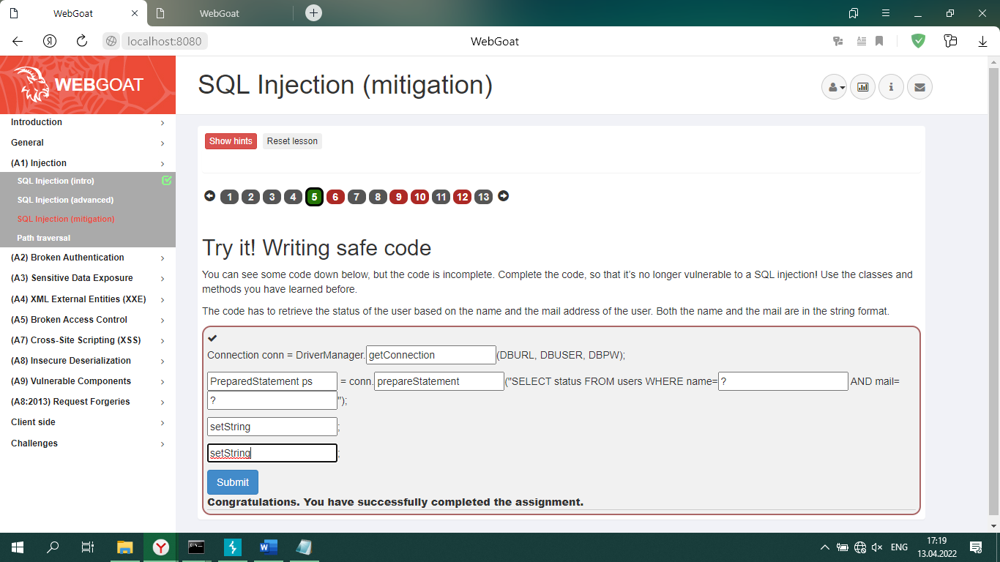 WebGoat
WebGoat
Я
localhost:8080
WebGoat
WEBGOAT
SQL Injection (mitigation)
Introduction
General
(A1) Injection
SQL Injection (intro)
SQL Injection (advanced)
SQL Injection (mitigation)
Path traversal
(A2) Broken Authentication
(A3) Sensitive Data Exposure
(A4) XML External Entities (XXE)
(A5) Broken Access Control
(A7) Cross-Site Scripting (XSS)
(A8) Insecure Deserialization
(A9) Vulnerable Components
(A8:2013) Request Forgeries
Client side
Challenges
Show hints
Reset lesson
1 2 3 4 5 6 7 8 9 10 11 12 13
Try it! Writing safe code
You can see some code down below, but the code is incomplete. Complete the code, so that it’s no longer vulnerable to a SQL injection! Use the classes and
methods you have learned before.
The code has to retrieve the status of the user based on the name and the mail address of the user. Both the name and the mail are in the string format.
Connection conn = DriverManager.getConnection(DBURL, DBUSER, DBPW);
PreparedStatement ps = conn.prepareStatement("SELECT status FROM users WHERE name=? AND mail=
?");
setString;
setString;
Submit
Congratulations. You have successfully completed the assignment.
ENG
17:19
13.04.2022